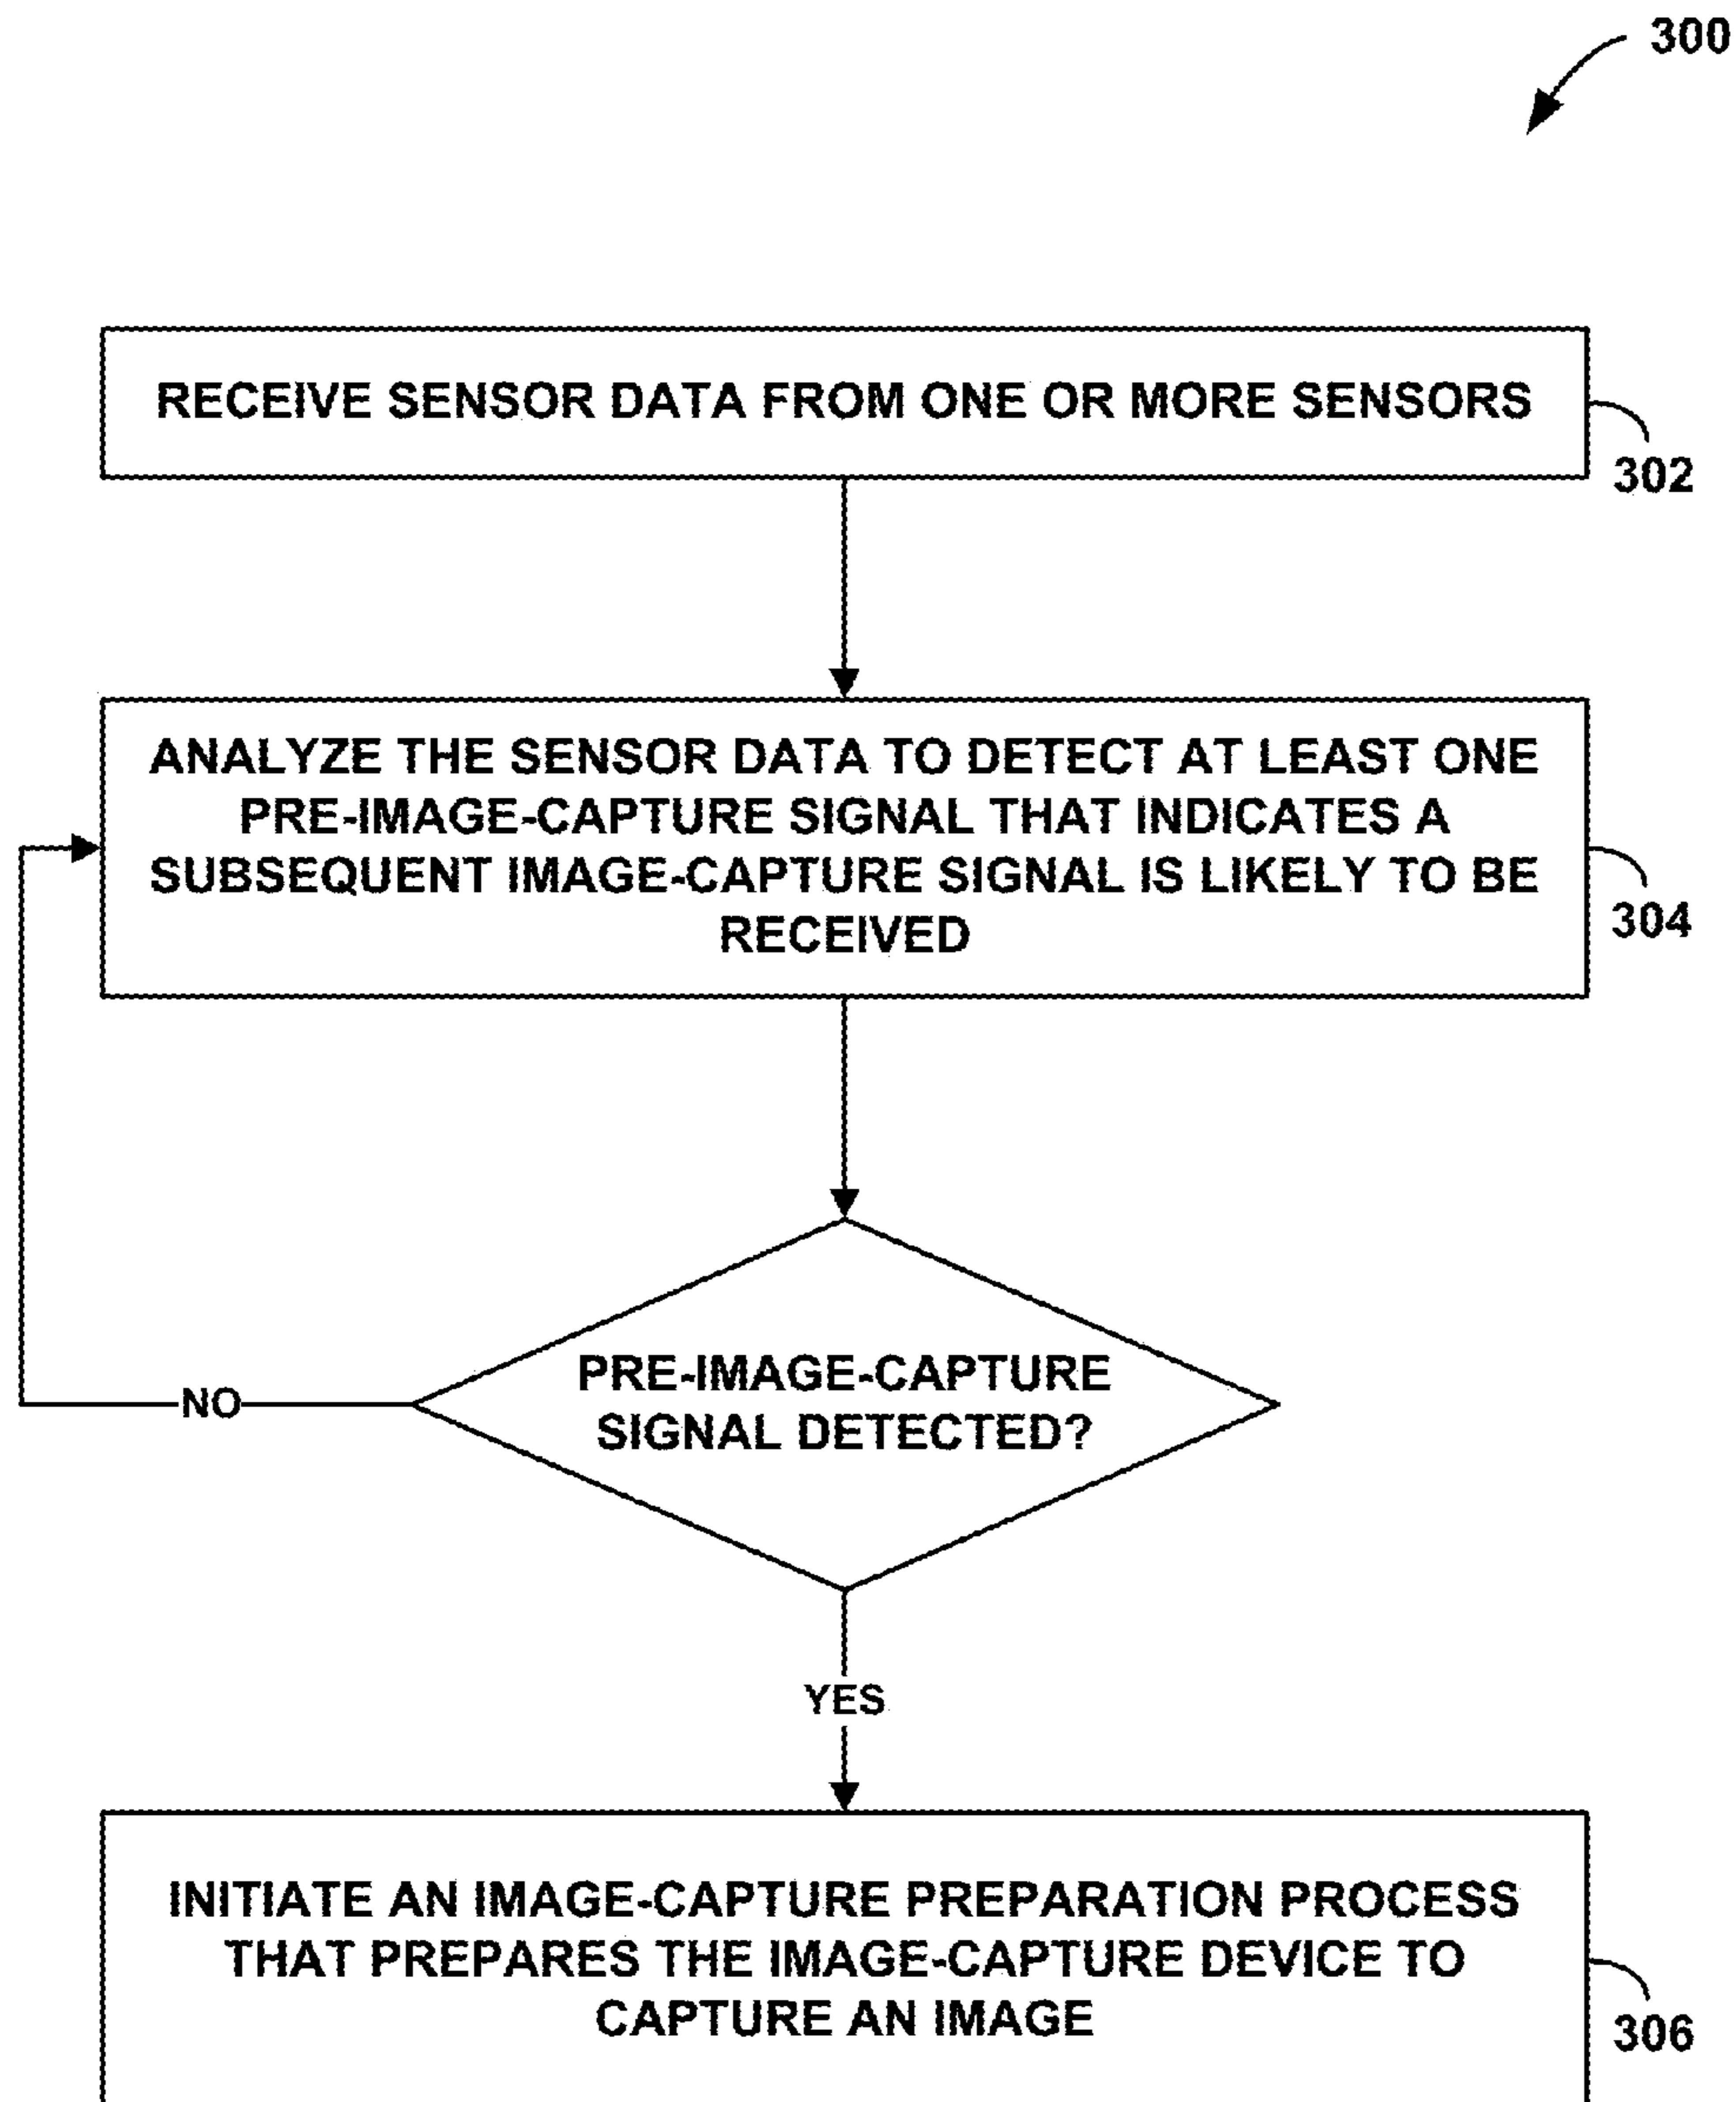 300
RECEIVE SENSOR DATA FROM ONE OR MORE SENSORS
302
ANALYZE THE SENSOR DATA TO DETECT AT LEAST ONE
PRE-IMAGE-CAPTURE SIGNAL THAT INDICATES A
SUBSEQUENT IMAGE-CAPTURE SIGNAL IS LIKELY TO BE
RECEIVED
304
PRE-IMAGE-CAPTURE
SIGNAL DETECTED?
NO
YES
INITIATE AN IMAGE-CAPTURE PREPARATION PROCESS
THAT PREPARES THE IMAGE-CAPTURE DEVICE TO
CAPTURE AN IMAGE
306